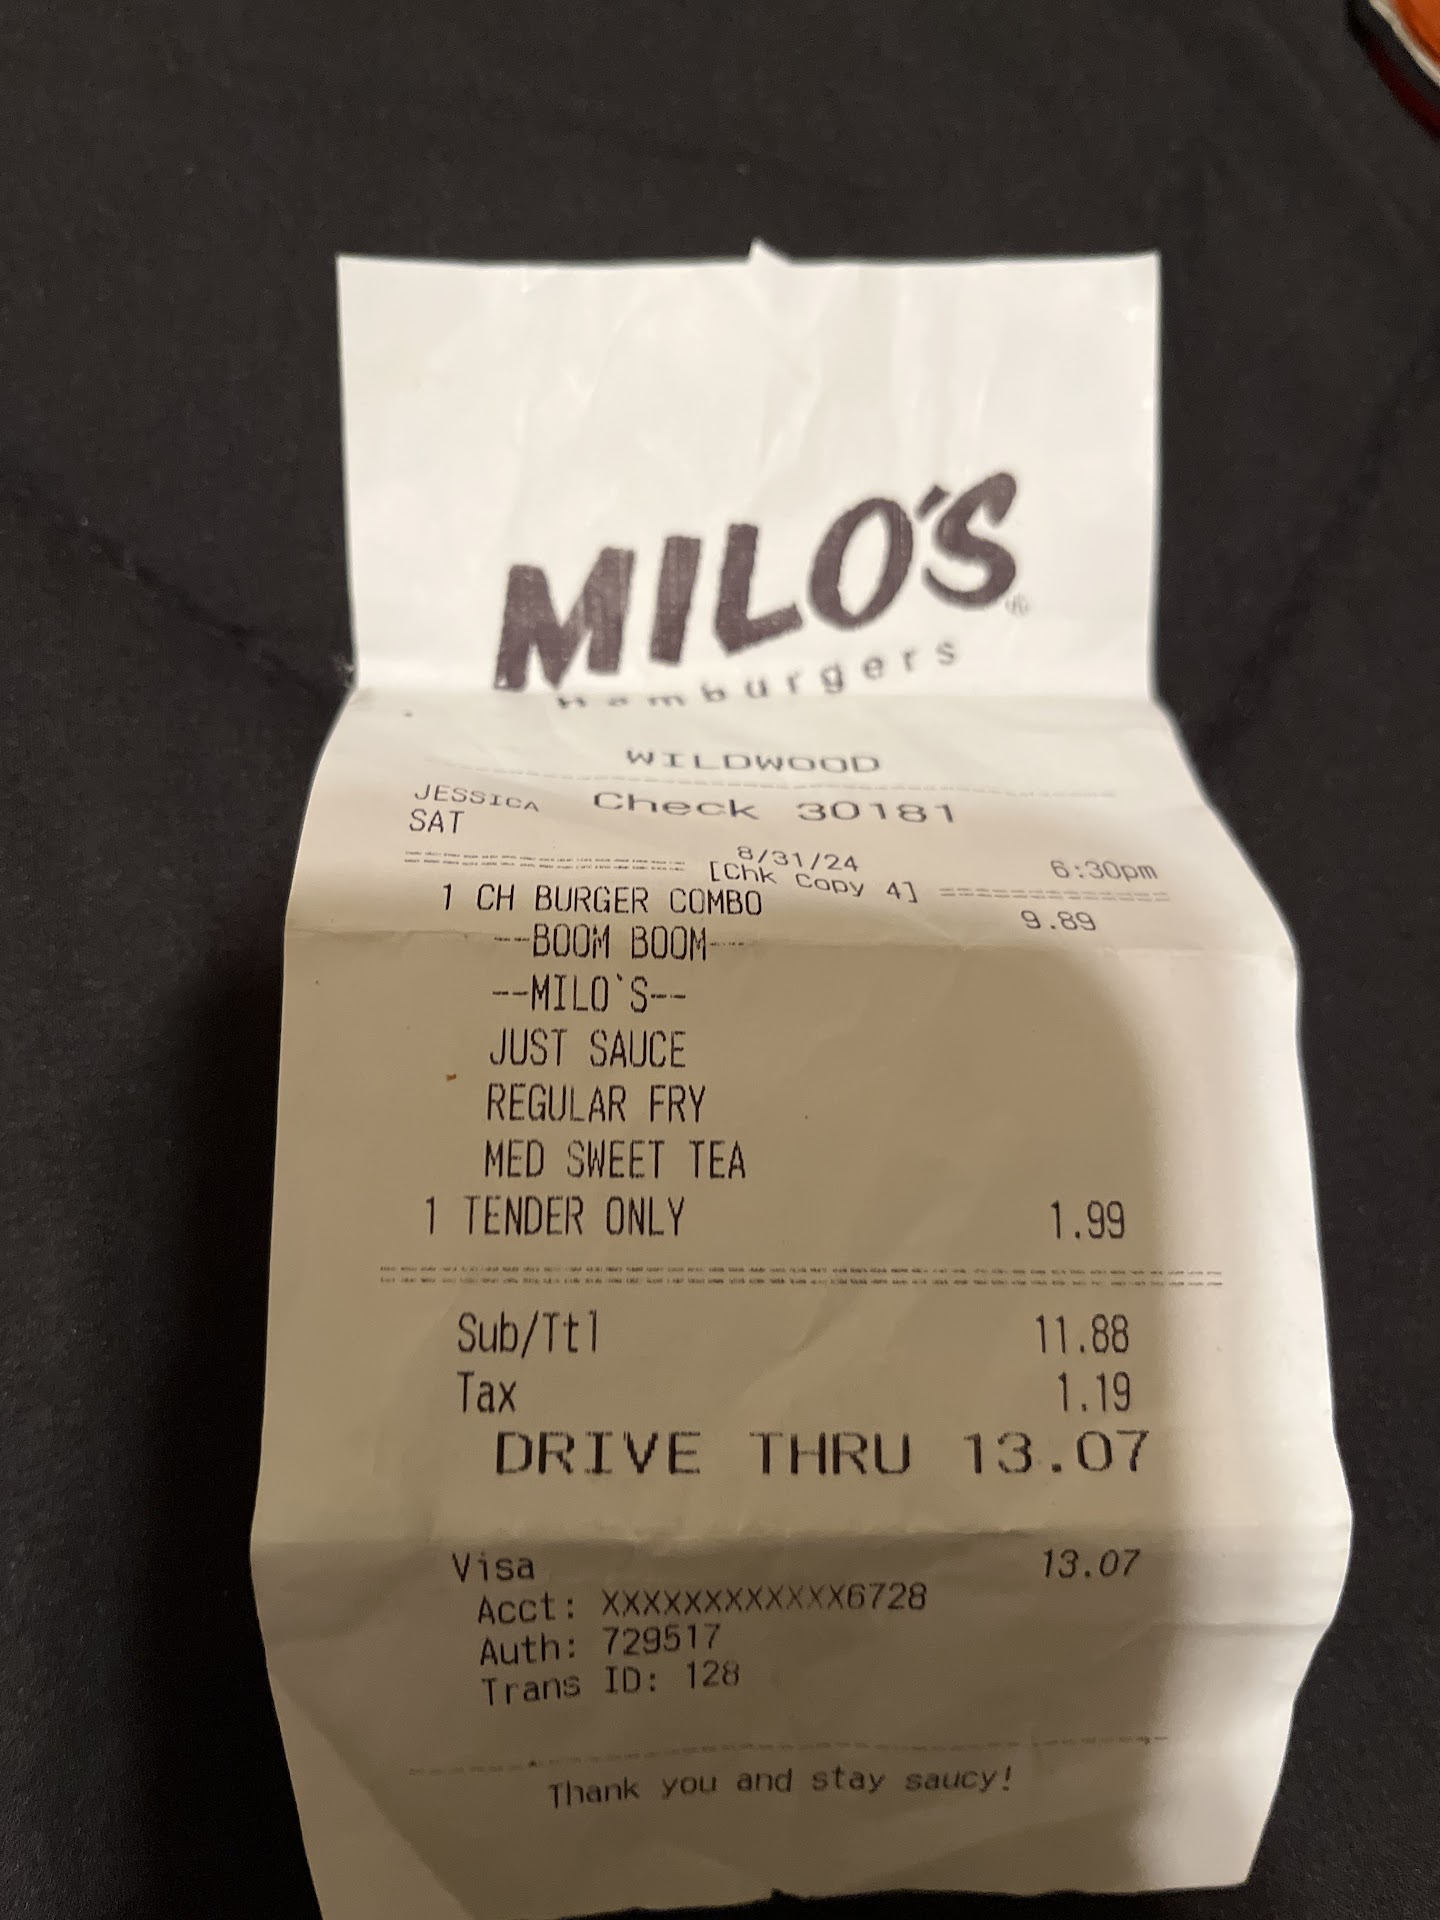 MILO'S®
Hamburgers
WILDWOOD
JESSICA Check 30181
SAT 8/31/24 6:30pm
==============[Chk Copy 4]=============
1 CH BURGER COMBO 9.89
--BOOM BOOM--
--MILO`S--
JUST SAUCE
REGULAR FRY
MED SWEET TEA
1 TENDER ONLY 1.99
Sub/Ttl 11.88
Tax 1.19
DRIVE THRU 13.07
Visa 13.07
Acct: XXXXXXXXXXXX6728
Auth: 729517
Trans ID: 128
Thank you and stay saucy!